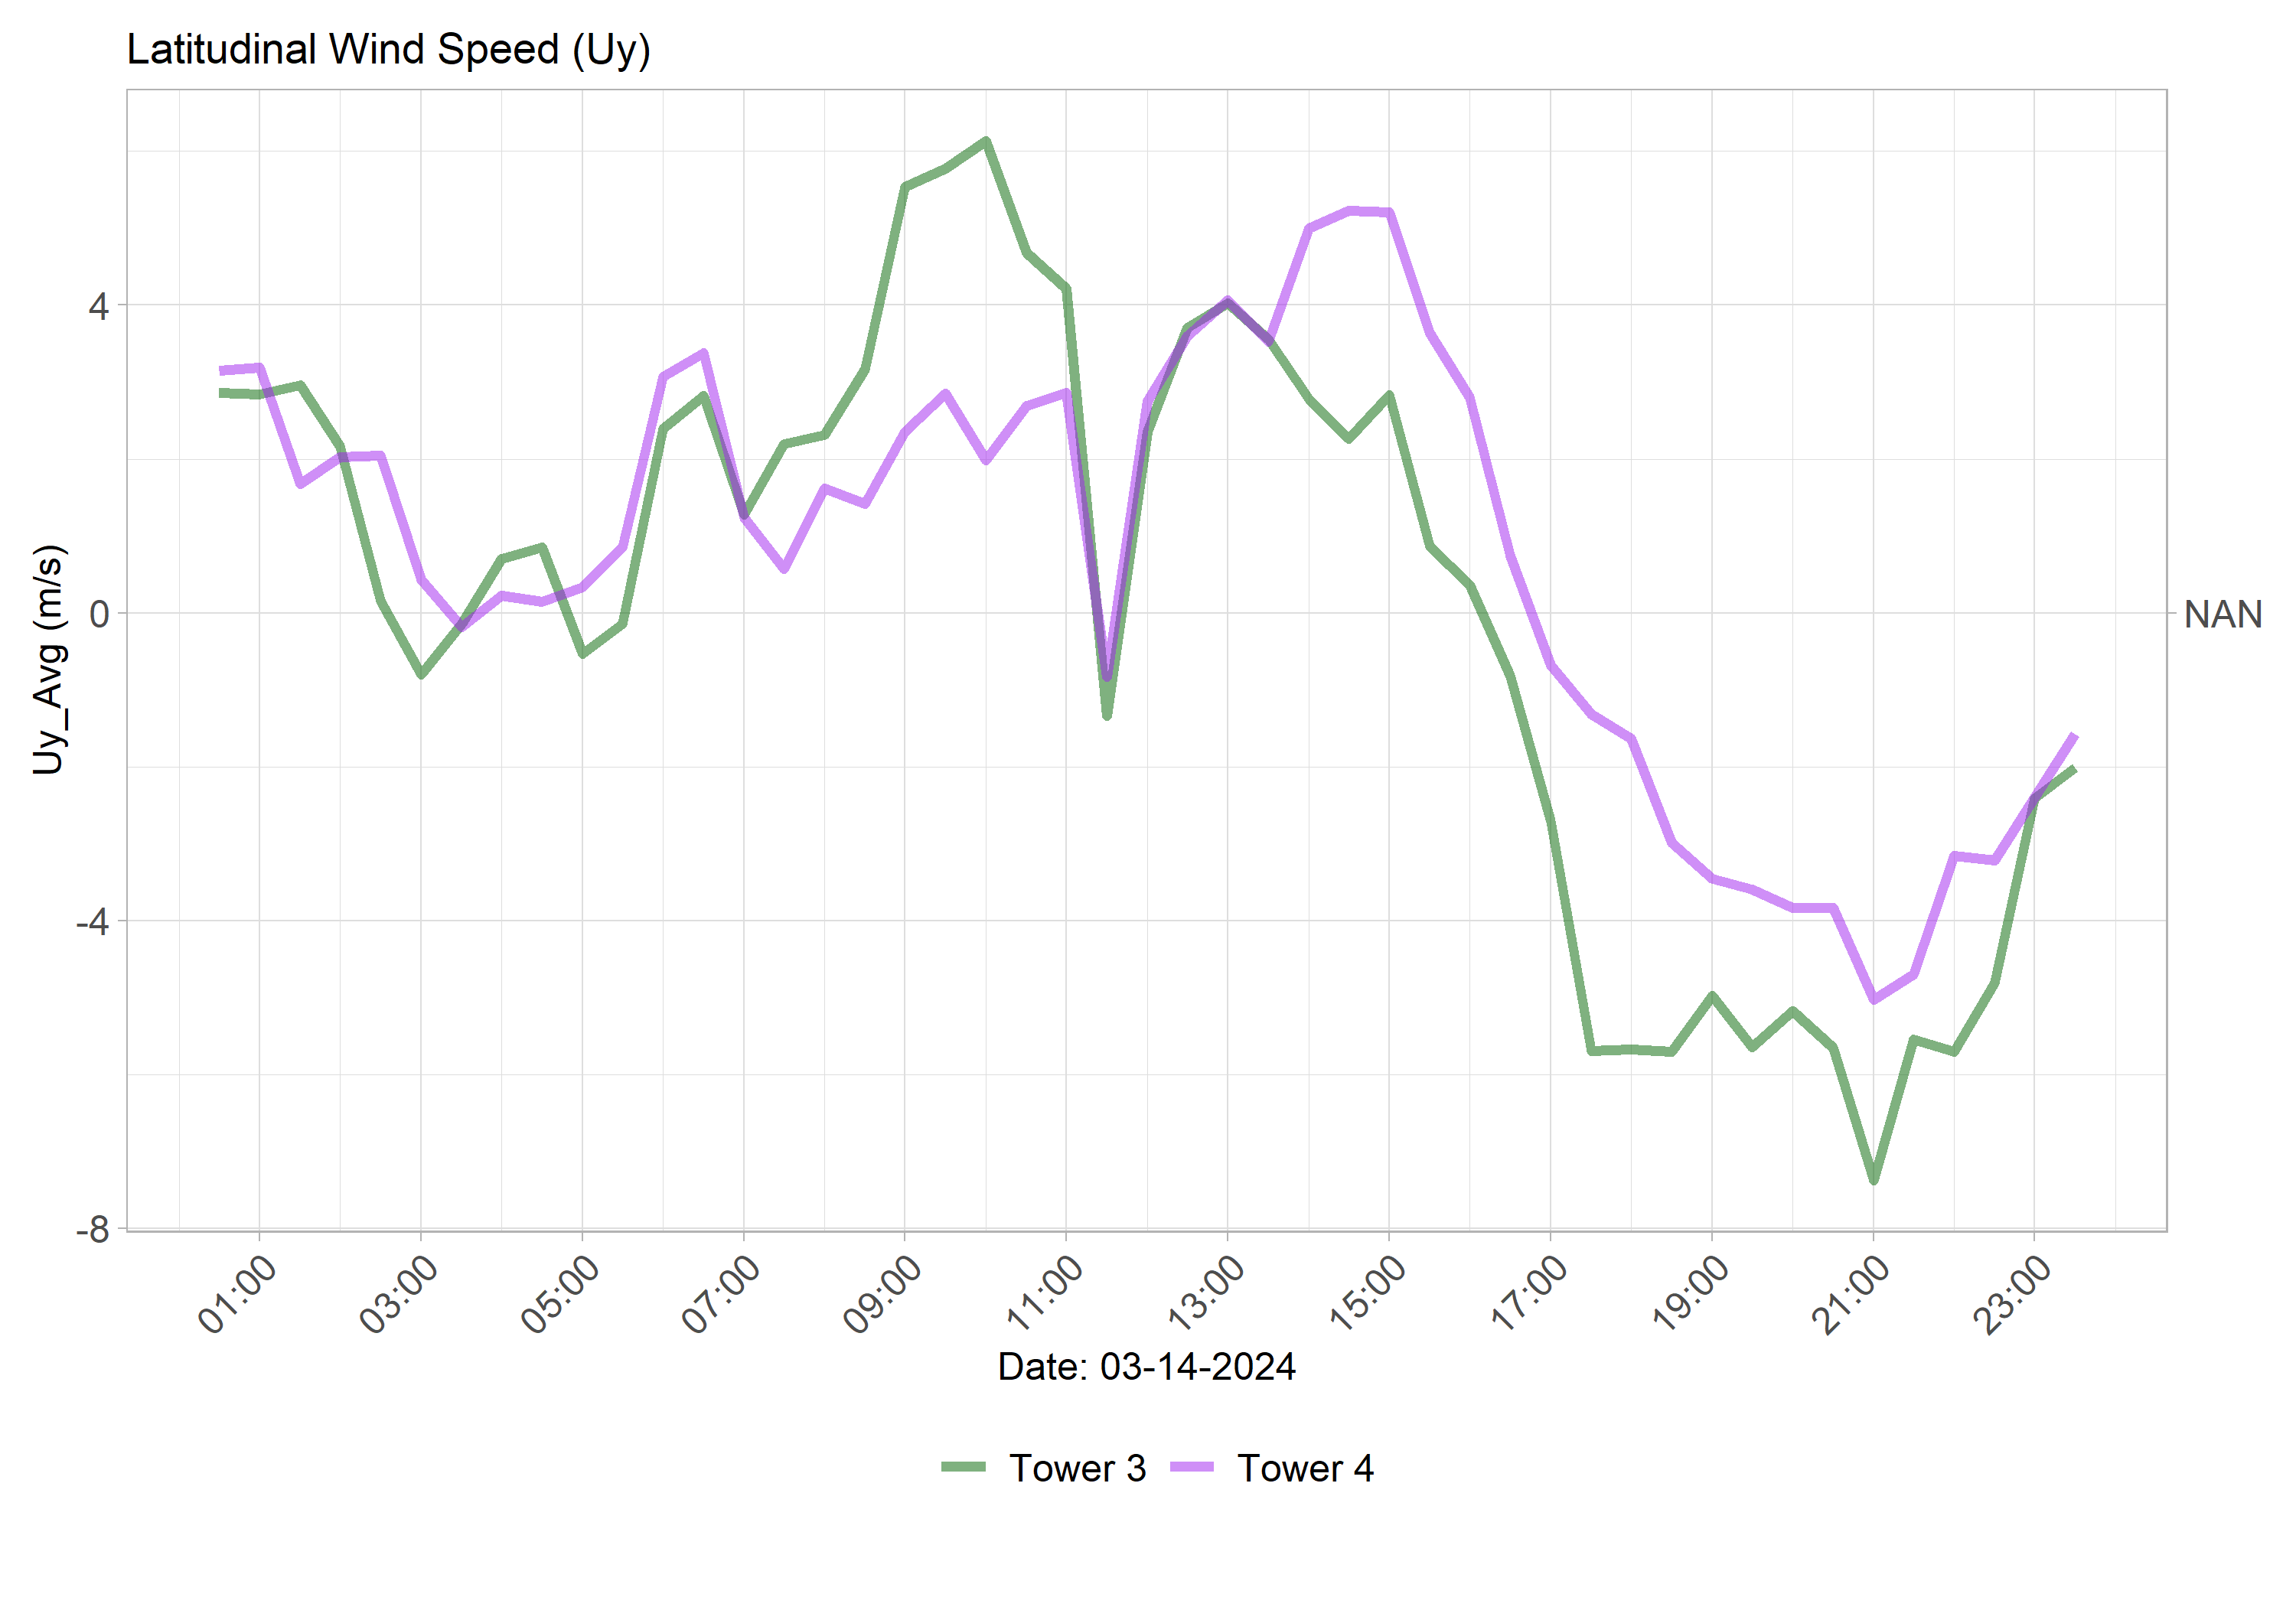 Latitudinal Wind Speed (Uy)
Uy_Avg (m/s)
4
0
-4
-8
NAN
01:00 03:00 05:00 07:00 09:00 11:00 13:00 15:00 17:00 19:00 21:00 23:00
Date: 03-14-2024
Tower 3 Tower 4